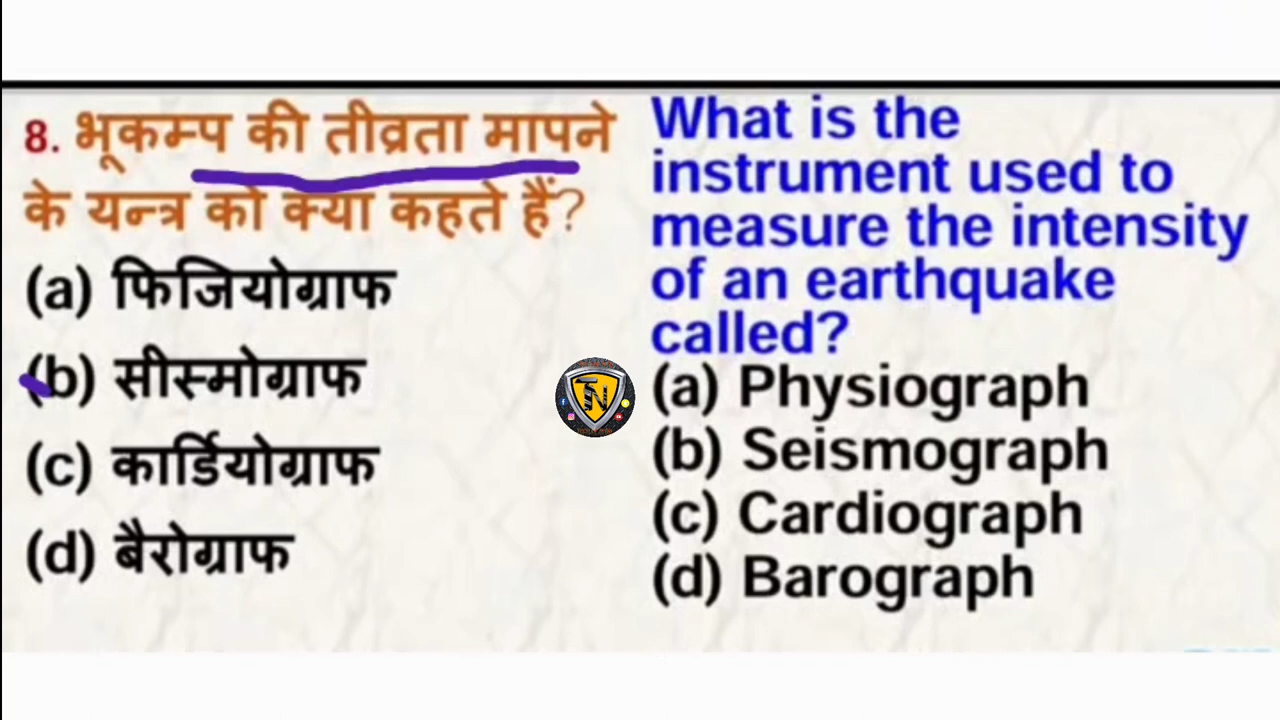 8. भूकम्प की तीव्रता मापने
के यन्त्र को क्या कहते हैं?
(a) फिजियोग्राफ
(b) सीस्मोग्राफ
(c) कार्डियोग्राफ
(d) बैरोग्राफ
What is the
instrument used to
measure the intensity
of an earthquake
called?
(a) Physiograph
(b) Seismograph
(c) Cardiograph
(d) Barograph
TN